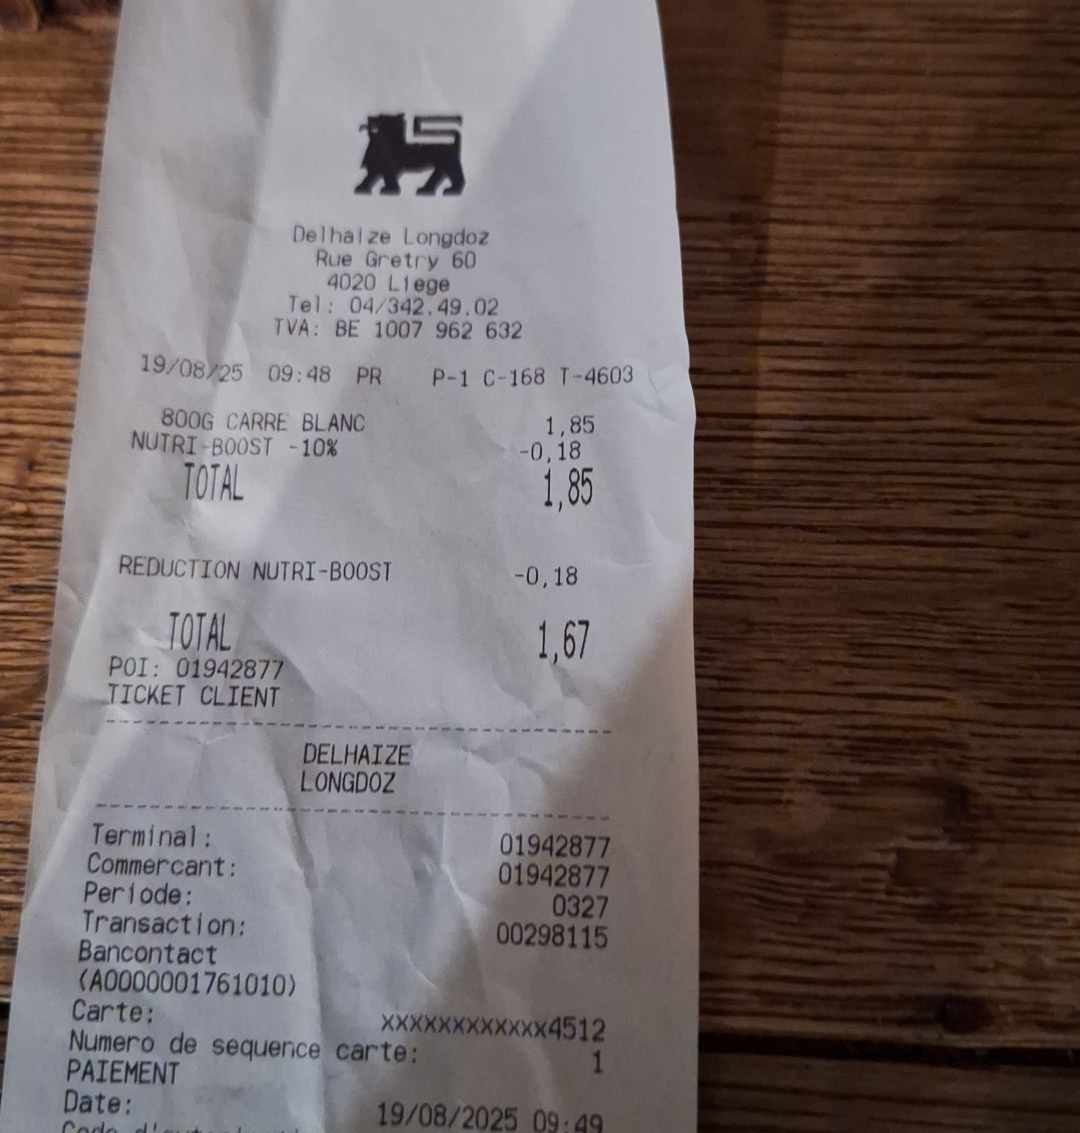 Delhaize Longdoz
Rue Gretry 60
4020 Liege
Tel: 04/342.49.02
TVA: BE 1007 962 632
19/08/25 09:48 PR P-1 C-168 T-4603
800G CARRE BLANC 1,85
NUTRI-BOOST -10% -0,18
TOTAL 1,85
REDUCTION NUTRI-BOOST -0,18
TOTAL 1,67
POI: 01942877
TICKET CLIENT
DELHAIZE
LONGDOZ
Terminal: 01942877
Commercant: 01942877
Periode: 0327
Transaction: 00298115
Bancontact
(A0000001761010)
Carte: xxxxxxxxxxxx4512
Numero de sequence carte: 1
PAIEMENT
Date: 19/08/2025 09:49
Code